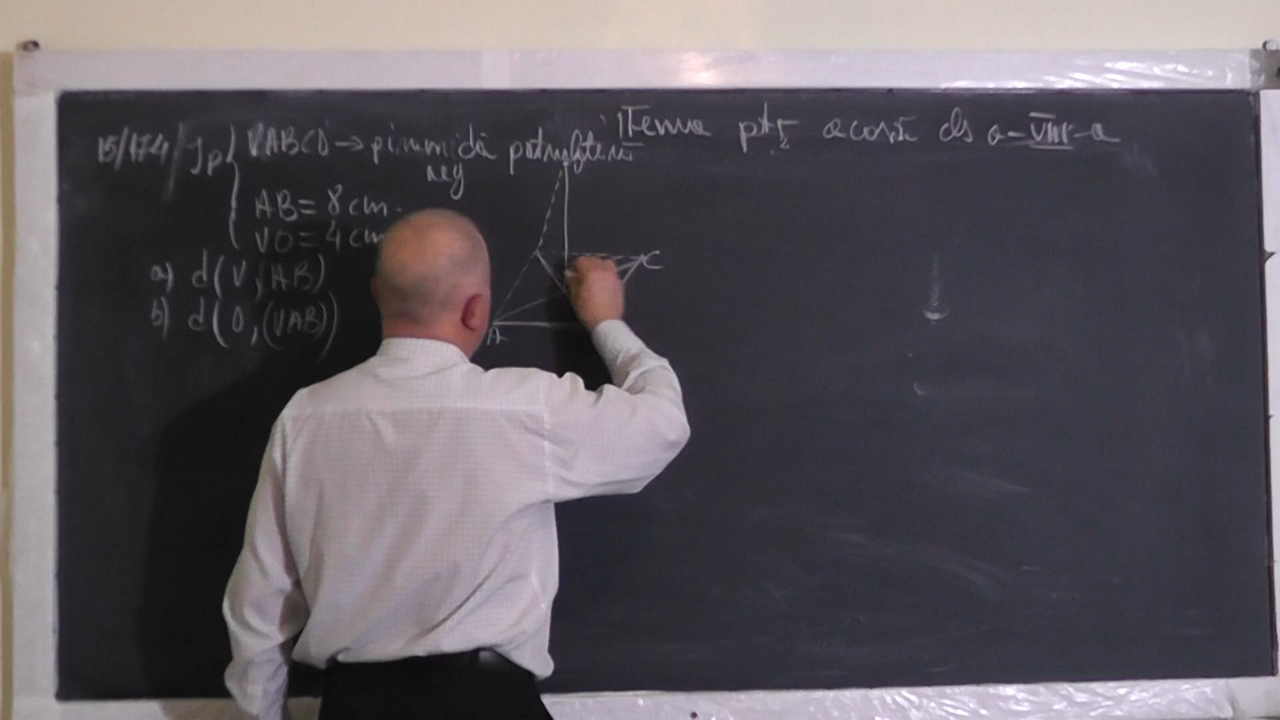 Temă pt. acasă cls a-VIII-a
15/174/ Ip VABCD → piramidă patrulateră
reg
AB = 8 cm.
VO = 4 cm
a) d(V, AB)
b) d(O, (VAB))
C
A